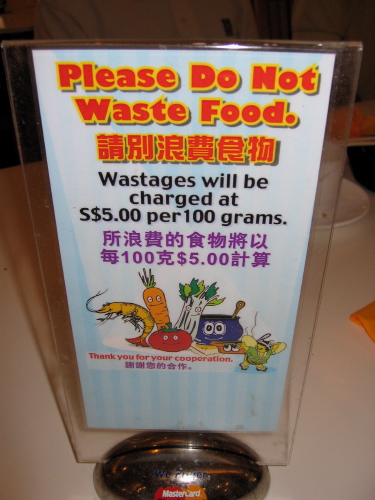 Please Do Not
Waste Food.
請別浪費食物
Wastages will be
charged at
S$5.00 per 100 grams.
所浪費的食物將以
每100克$5.00計算
Thank you for your cooperation.
謝謝您的合作。
MasterCard